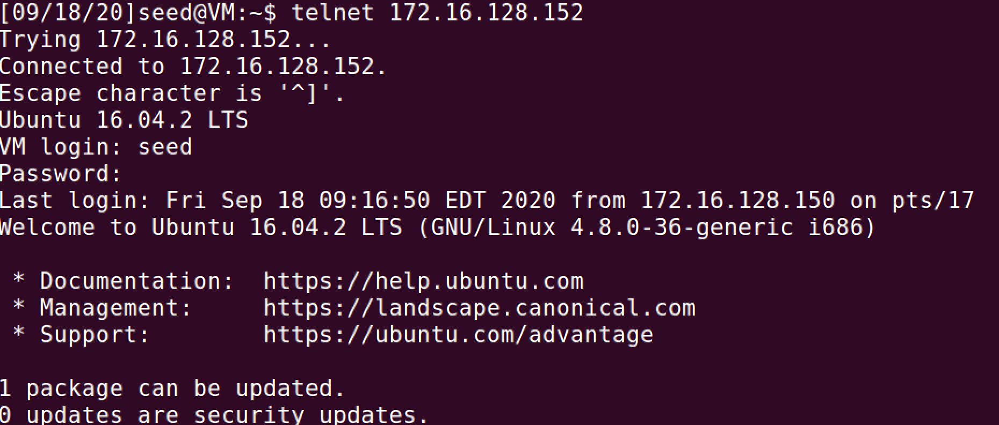 [09/18/20]seed@VM:~$ telnet 172.16.128.152
Trying 172.16.128.152...
Connected to 172.16.128.152.
Escape character is '^]'.
Ubuntu 16.04.2 LTS
VM login: seed
Password:
Last login: Fri Sep 18 09:16:50 EDT 2020 from 172.16.128.150 on pts/17
Welcome to Ubuntu 16.04.2 LTS (GNU/Linux 4.8.0-36-generic i686)
 * Documentation:  https://help.ubuntu.com
 * Management:     https://landscape.canonical.com
 * Support:        https://ubuntu.com/advantage
1 package can be updated.
0 updates are security updates.